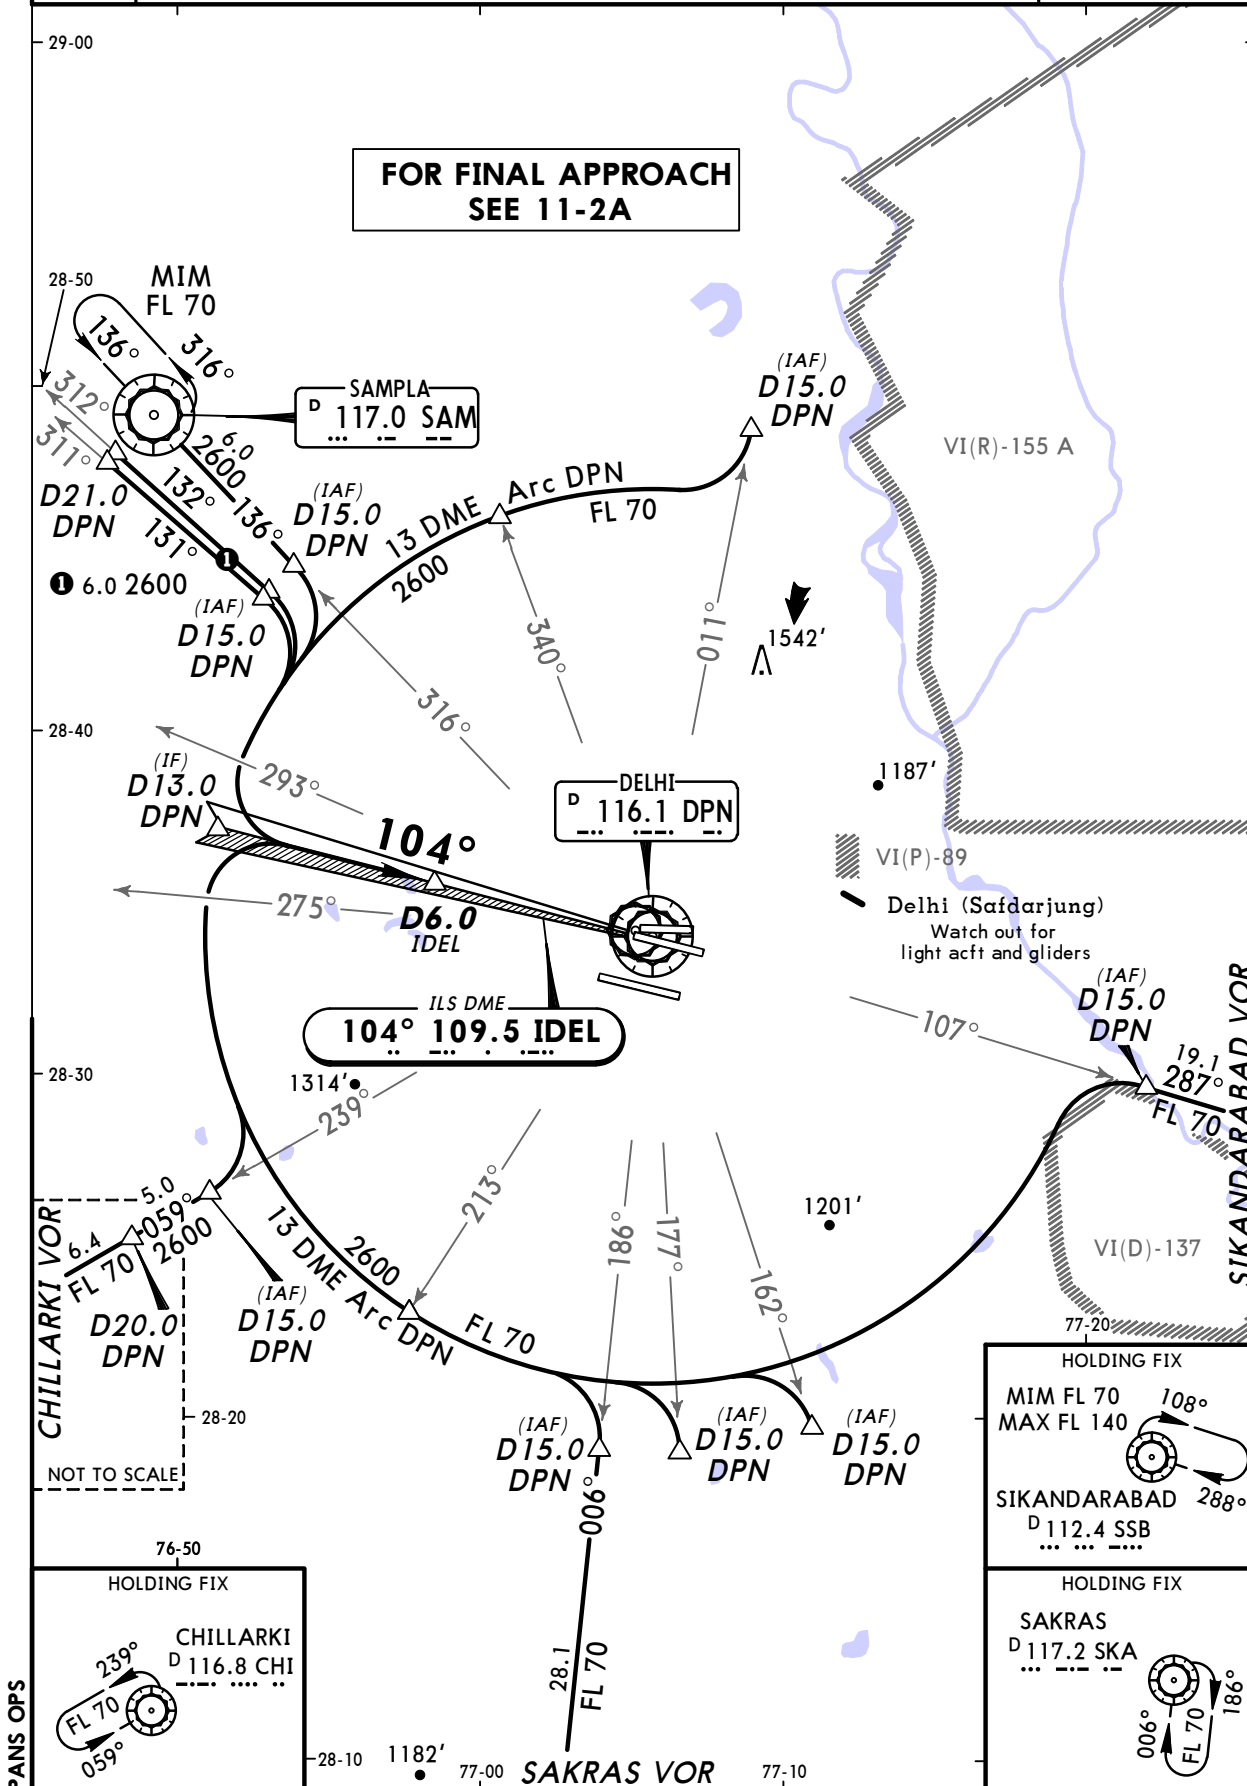 29-00
FOR FINAL APPROACH
SEE 11-2A
28-50
MIM
FL 70
136°
316°
312°
311°
SAMPLA
D 117.0 SAM
6.0
2600
136°
132°
131°
D21.0
DPN
(IAF)
D15.0
DPN
1 6.0 2600
1
(IAF)
D15.0
DPN
13 DME Arc DPN
2600
FL 70
(IAF)
D15.0
DPN
VI(R)-155 A
340°
011°
1542'
316°
28-40
293°
(IF)
D13.0
DPN
104°
DELHI
D 116.1 DPN
1187'
VI(P)-89
275°
D6.0
IDEL
Delhi (Safdarjung)
Watch out for
light acft and gliders
ILS DME
104° 109.5 IDEL
107°
(IAF)
D15.0
DPN
19.1
287°
FL 70
SIKANDARABAD VOR
28-30
1314'
239°
213°
186°
177°
162°
1201'
VI(D)-137
5.0
059°
2600
6.4
FL 70
CHILLARKI VOR
D20.0
DPN
(IAF)
D15.0
DPN
2600
13 DME Arc DPN
FL 70
28-20
NOT TO SCALE
(IAF)
D15.0
DPN
(IAF)
D15.0
DPN
(IAF)
D15.0
DPN
006°
28.1
FL 70
SAKRAS VOR
77-20
HOLDING FIX
MIM FL 70
MAX FL 140
108°
288°
SIKANDARABAD
D 112.4 SSB
76-50
HOLDING FIX
CHILLARKI
D 116.8 CHI
239°
FL 70
059°
HOLDING FIX
SAKRAS
D 117.2 SKA
006°
FL 70
186°
28-10
1182'
77-00
77-10
PANS OPS